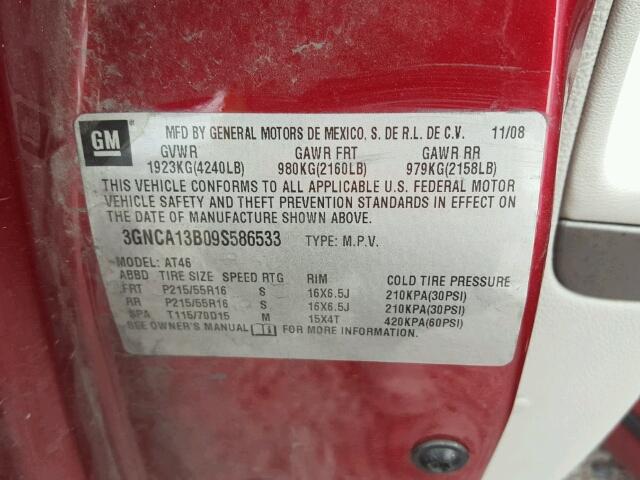 GM
MFD BY GENERAL MOTORS DE MEXICO, S. DE R.L. DE C.V. 11/08
GVWR GAWR FRT GAWR RR
1923KG(4240LB) 980KG(2160LB) 979KG(2158LB)
THIS VEHICLE CONFORMS TO ALL APPLICABLE U.S. FEDERAL MOTOR
VEHICLE SAFETY AND THEFT PREVENTION STANDARDS IN EFFECT ON
THE DATE OF MANUFACTURE SHOWN ABOVE.
3GNCA13B09S586533 TYPE: M.P.V.
MODEL: AT46
ABBD TIRE SIZE SPEED RTG RIM COLD TIRE PRESSURE
FRT P215/55R16 S 16X6.5J 210KPA(30PSI)
RR P215/55R16 S 16X6.5J 210KPA(30PSI)
SPA T115/70D15 M 15X4T 420KPA(60PSI)
SEE OWNER'S MANUAL FOR MORE INFORMATION.